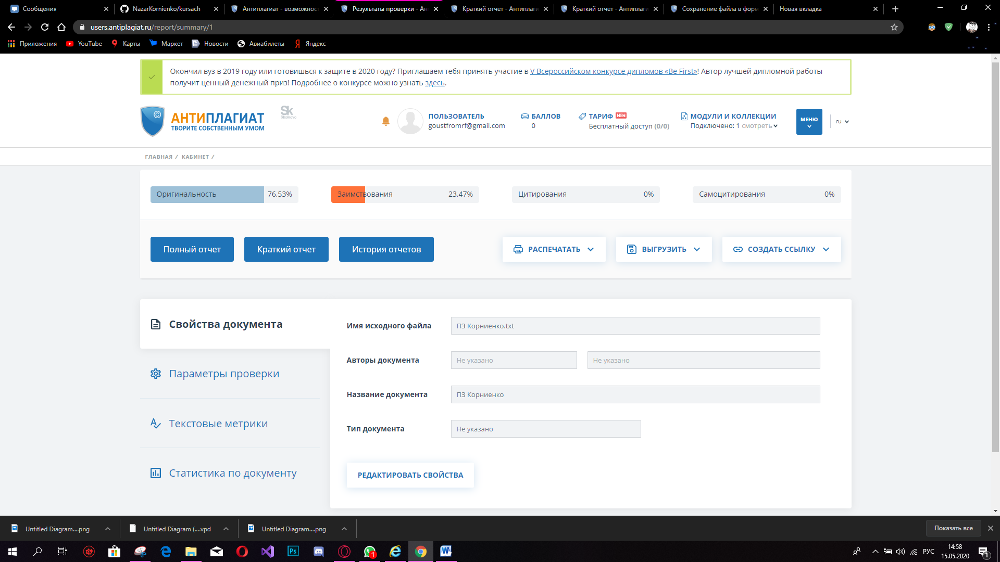 Сообщения
NazarKornienko/kursach
Антиплагиат - возможност
Результаты проверки - Ан
Краткий отчет - Антиплаги
Краткий отчет - Антиплаги
Сохранение файла в форм
Новая вкладка
users.antiplagiat.ru/report/summary/1
Приложения
YouTube
Карты
Маркет
Новости
Авиабилеты
Яндекс
Окончил вуз в 2019 году или готовишься к защите в 2020 году? Приглашаем тебя принять участие в V Всероссийском конкурсе дипломов «Be First»! Автор лучшей дипломной работы
получит ценный денежный приз! Подробнее о конкурсе можно узнать здесь.
©
АНТИПЛАГИАТ
ТВОРИТЕ СОБСТВЕННЫМ УМОМ
Sk
Skolkovo
ПОЛЬЗОВАТЕЛЬ
goustfromrf@gmail.com
БАЛЛОВ
0
ТАРИФ NEW
Бесплатный доступ (0/0)
МОДУЛИ И КОЛЛЕКЦИИ
Подключено: 1 смотреть
МЕНЮ
ru
ГЛАВНАЯ / КАБИНЕТ /
Оригинальность 76,53%
Заимствования 23,47%
Цитирования 0%
Самоцитирования 0%
Полный отчет
Краткий отчет
История отчетов
РАСПЕЧАТАТЬ
ВЫГРУЗИТЬ
СОЗДАТЬ ССЫЛКУ
Свойства документа
Параметры проверки
Текстовые метрики
Статистика по документу
Имя исходного файла
ПЗ Корниенко.txt
Авторы документа
Не указано
Не указано
Название документа
ПЗ Корниенко
Тип документа
Не указано
РЕДАКТИРОВАТЬ СВОЙСТВА
Untitled Diagram....png
Untitled Diagram (....vpd
Untitled Diagram....png
Показать все
Ps
1
W
РУС
14:58
15.05.2020
1